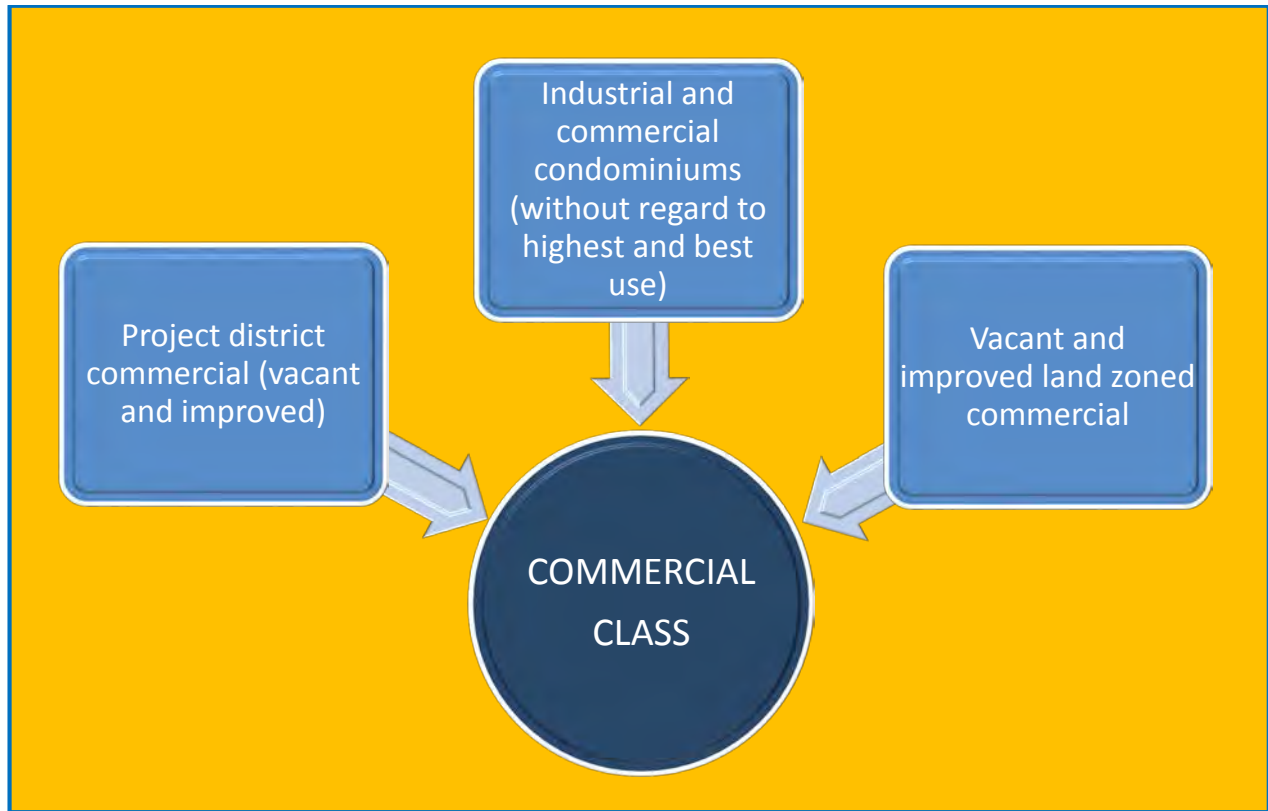 Project district
commercial (vacant
and improved)
Industrial and
commercial
condominiums
(without regard to
highest and best
use)
Vacant and
improved land zoned
commercial
COMMERCIAL
CLASS